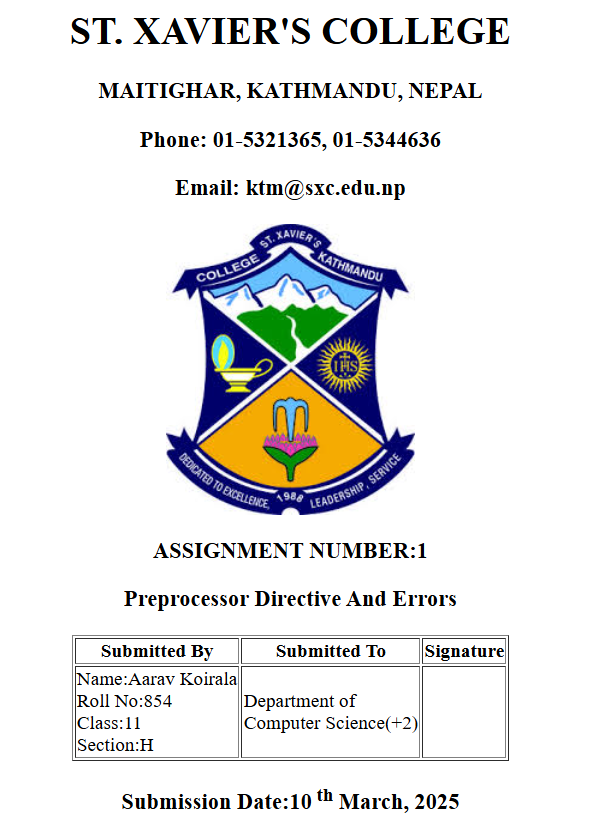 ST. XAVIER'S COLLEGE
MAITIGHAR, KATHMANDU, NEPAL
Phone: 01-5321365, 01-5344636
Email: ktm@sxc.edu.np
ST. XAVIER'S
COLLEGE KATHMANDU
IHS
DEDICATED TO EXCELLENCE, 1988 LEADERSHIP, SERVICE
ASSIGNMENT NUMBER:1
Preprocessor Directive And Errors
Submitted By Submitted To Signature
Name:Aarav Koirala
Roll No:854
Class:11
Section:H
Department of
Computer Science(+2)
Submission Date:10 th March, 2025